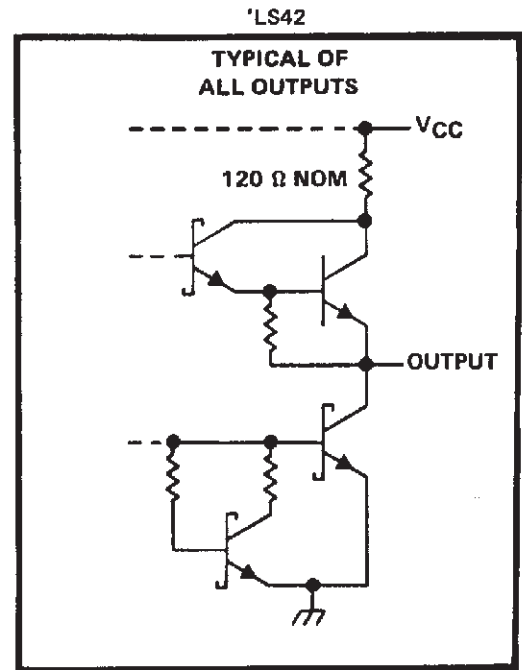 'LS42
TYPICAL OF
ALL OUTPUTS
VCC
120 Ω NOM
OUTPUT